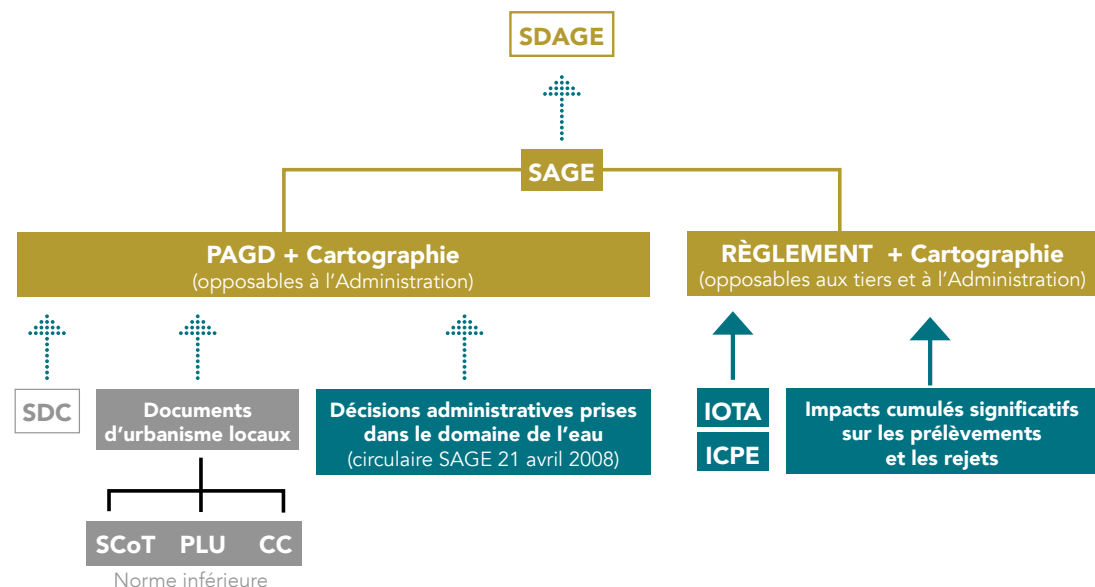 SDAGE
SAGE
PAGD + Cartographie
(opposables à l'Administration)
RÈGLEMENT + Cartographie
(opposables aux tiers et à l'Administration)
SDC
Documents
d'urbanisme locaux
Décisions administratives prises
dans le domaine de l'eau
(circulaire SAGE 21 avril 2008)
IOTA
ICPE
Impacts cumulés significatifs
sur les prélèvements
et les rejets
SCoT PLU CC
Norme inférieure